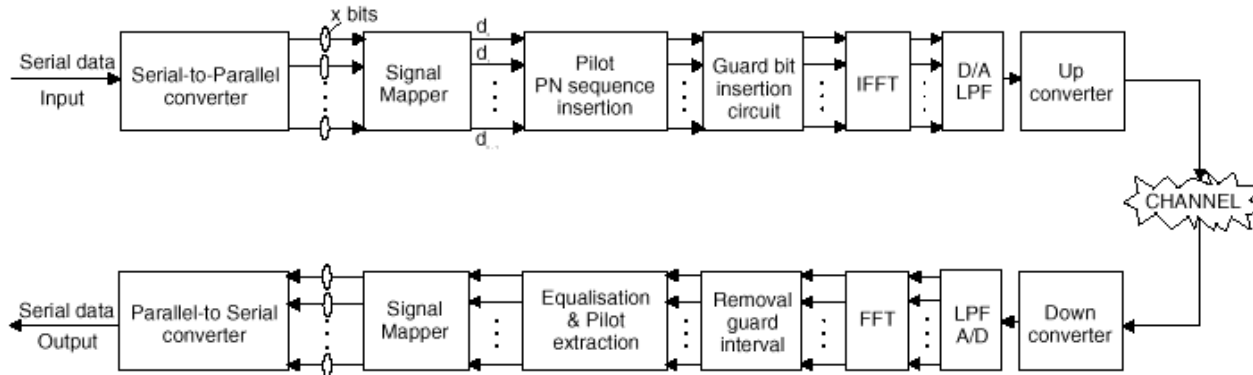 x bits
Serial data
Input
Serial-to-Parallel
converter
Signal
Mapper
d
d
d
Pilot
PN sequence
insertion
Guard bit
insertion
circuit
IFFT
D/A
LPF
Up
converter
CHANNEL
Serial data
Output
Parallel-to Serial
converter
Signal
Mapper
Equalisation
& Pilot
extraction
Removal
guard
interval
FFT
LPF
A/D
Down
converter